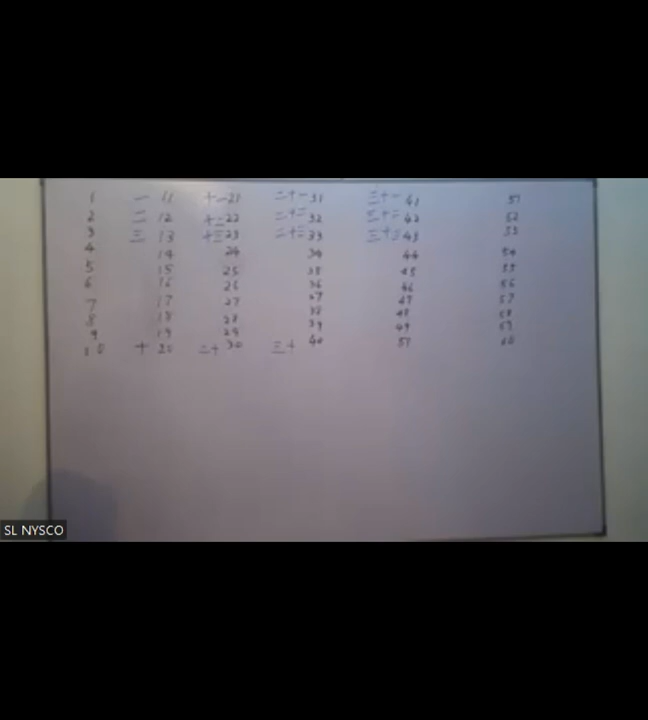 1 一 11 十一 21 二十一 31 三十一 41 51
2 二 12 十二 22 二十二 32 三十二 42 52
3 三 13 十三 23 二十三 33 三十三 43 53
4 14 24 34 44 54
5 15 25 35 45 55
6 16 26 36 46 56
7 17 27 37 47 57
8 18 28 38 48 58
9 19 29 39 49 59
10 十 20 二十 30 三十 40 51 60
SL NYSCO